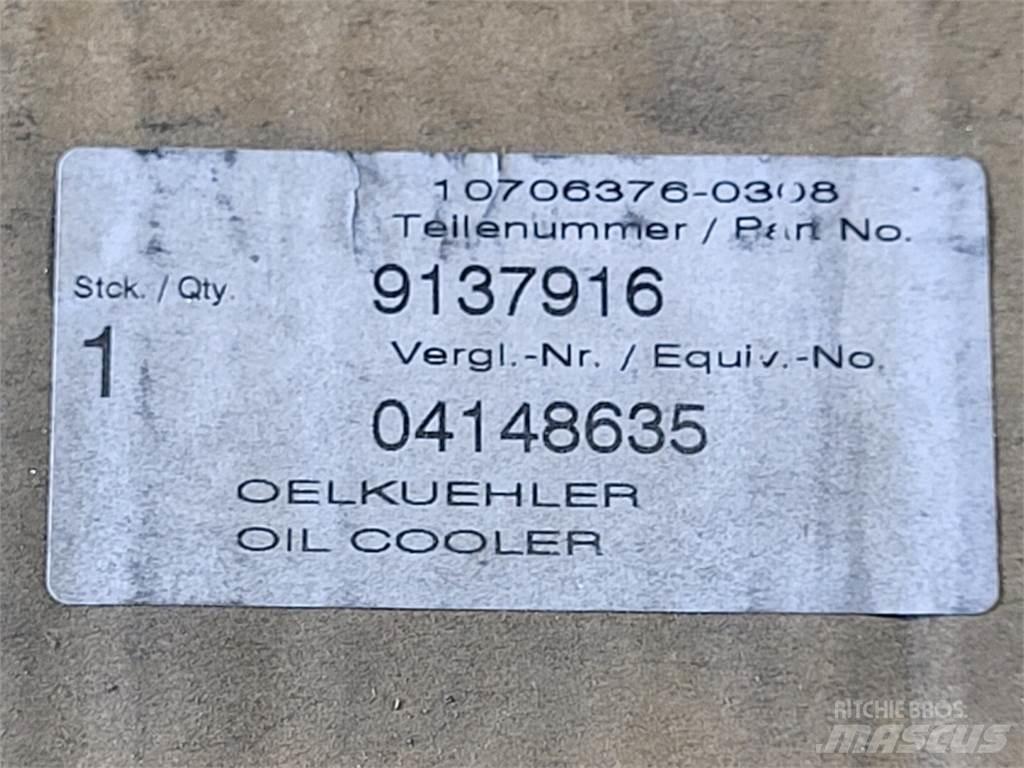 10706376-0308
Teilenummer / Part No.
Stck. / Qty.
9137916
1
Vergl.-Nr. / Equiv.-No.
04148635
OELKUEHLER
OIL COOLER
RITCHIE BROS.
MASCUS